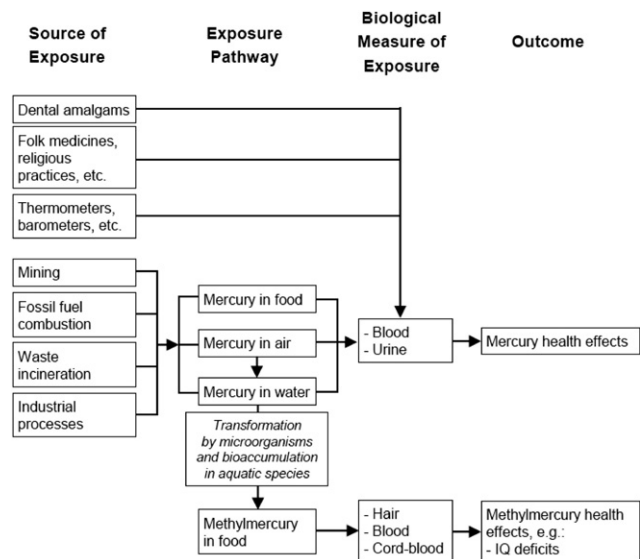 Source of
Exposure
Exposure
Pathway
Biological
Measure of
Exposure
Outcome
Dental amalgams
Folk medicines,
religious
practices, etc.
Thermometers,
barometers, etc.
Mining
Fossil fuel
combustion
Waste
incineration
Industrial
processes
Mercury in food
Mercury in air
Mercury in water
Transformation
by microorganisms
and bioaccumulation
in aquatic species
Methylmercury
in food
- Blood
- Urine
Mercury health effects
- Hair
- Blood
- Cord-blood
Methylmercury health
effects, e.g.:
- IQ deficits